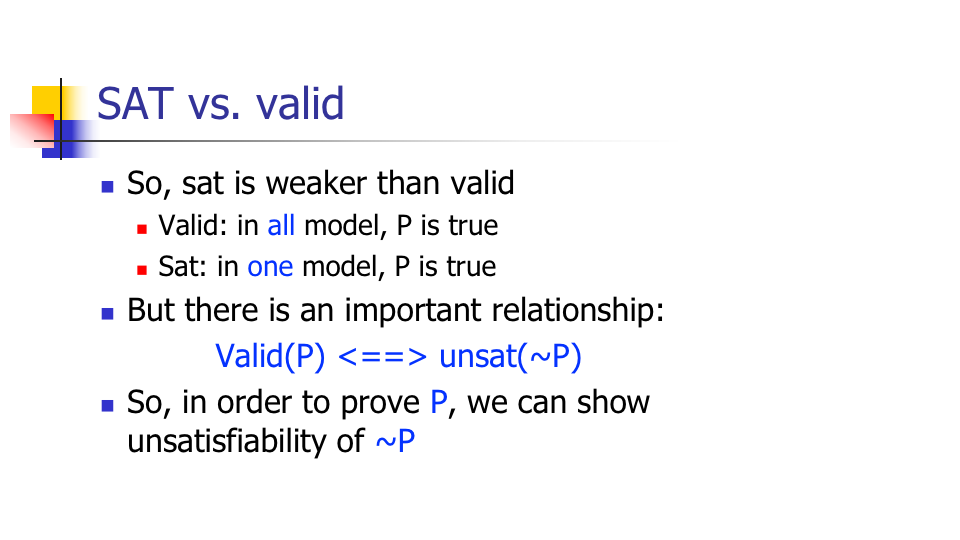 SAT vs. valid
So, sat is weaker than valid
Valid: in all model, P is true
Sat: in one model, P is true
But there is an important relationship:
Valid(P) <==> unsat(~P)
So, in order to prove P, we can show
unsatisfiability of ~P